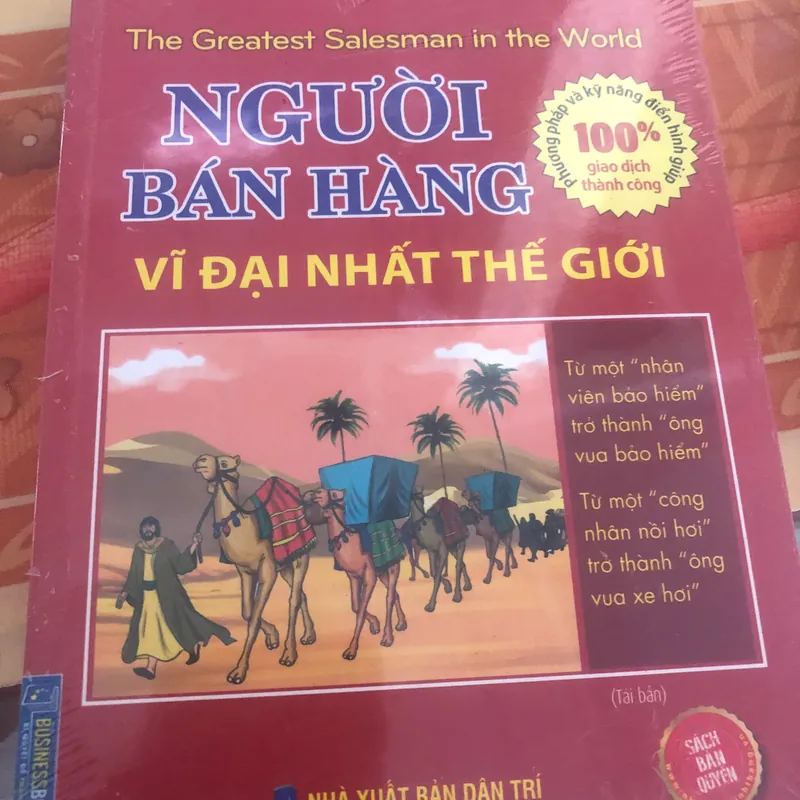 The Greatest Salesman in the World
NGƯỜI
BÁN HÀNG
VĨ ĐẠI NHẤT THẾ GIỚI
Phương pháp và kỹ năng điển hình giúp
100%
giao dịch
thành công
Từ một "nhân
viên bảo hiểm"
trở thành "ông
vua bảo hiểm"
Từ một "công
nhân nồi hơi"
trở thành "ông
vua xe hơi"
(Tái bản)
SÁCH
BẢN
QUYỀN
NHÀ XUẤT BẢN DÂN TRÍ